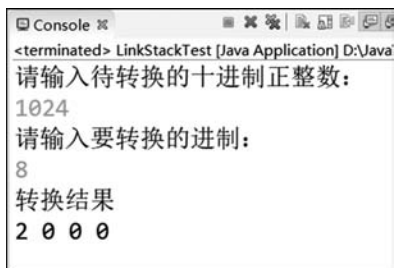 Console
<terminated> LinkStackTest [Java Application] D:\Java
请输入待转换的十进制正整数：
1024
请输入要转换的进制：
8
转换结果
2 0 0 0